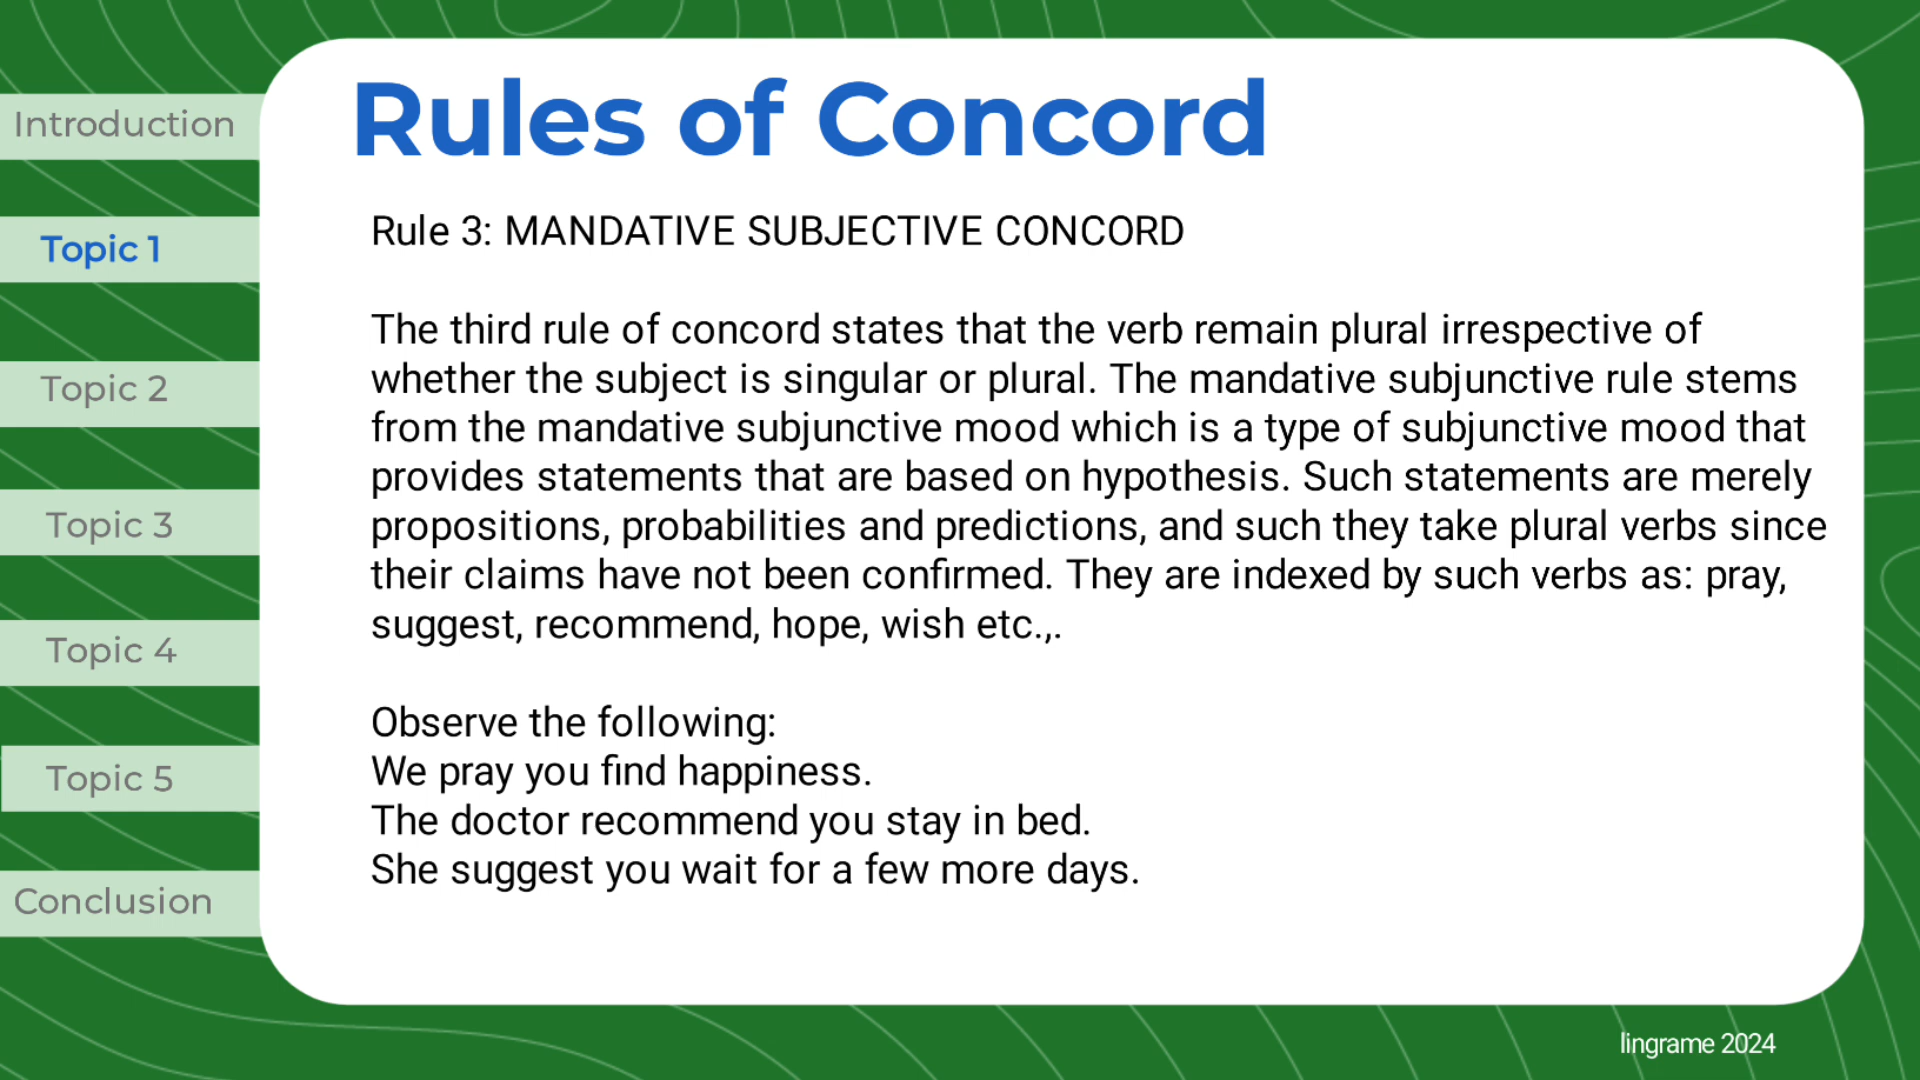 Rules of Concord
Introduction
Topic 1
Topic 2
Topic 3
Topic 4
Topic 5
Conclusion
Rule 3: MANDATIVE SUBJECTIVE CONCORD
The third rule of concord states that the verb remain plural irrespective of
whether the subject is singular or plural. The mandative subjunctive rule stems
from the mandative subjunctive mood which is a type of subjunctive mood that
provides statements that are based on hypothesis. Such statements are merely
propositions, probabilities and predictions, and such they take plural verbs since
their claims have not been confirmed. They are indexed by such verbs as: pray,
suggest, recommend, hope, wish etc.,.
Observe the following:
We pray you find happiness.
The doctor recommend you stay in bed.
She suggest you wait for a few more days.
lingrame 2024